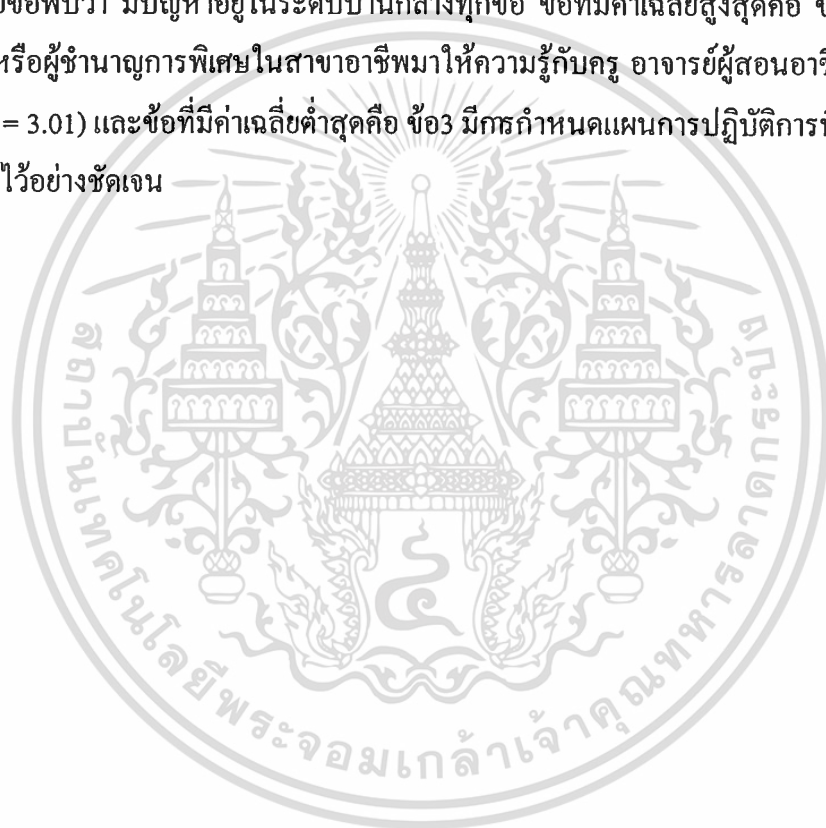 ข้อพบว่า มีปัญหาอยู่ในระดับปานกลางทุกข้อ ข้อที่มีค่าเฉลี่ยสูงสุดคือ
หรือผู้ชำนาญการพิเศษในสาขาอาชีพมาให้ความรู้กับครู อาจารย์ผู้สอนอาชี
= 3.01) และข้อที่มีค่าเฉลี่ยต่ำสุดคือ ข้อ3 มีการกำหนดแผนการปฏิบัติการ
ไว้อย่างชัดเจน
สถาบันเทคโนโลยีพระจอมเกล้าเจ้าคุณทหารลาดกระบัง